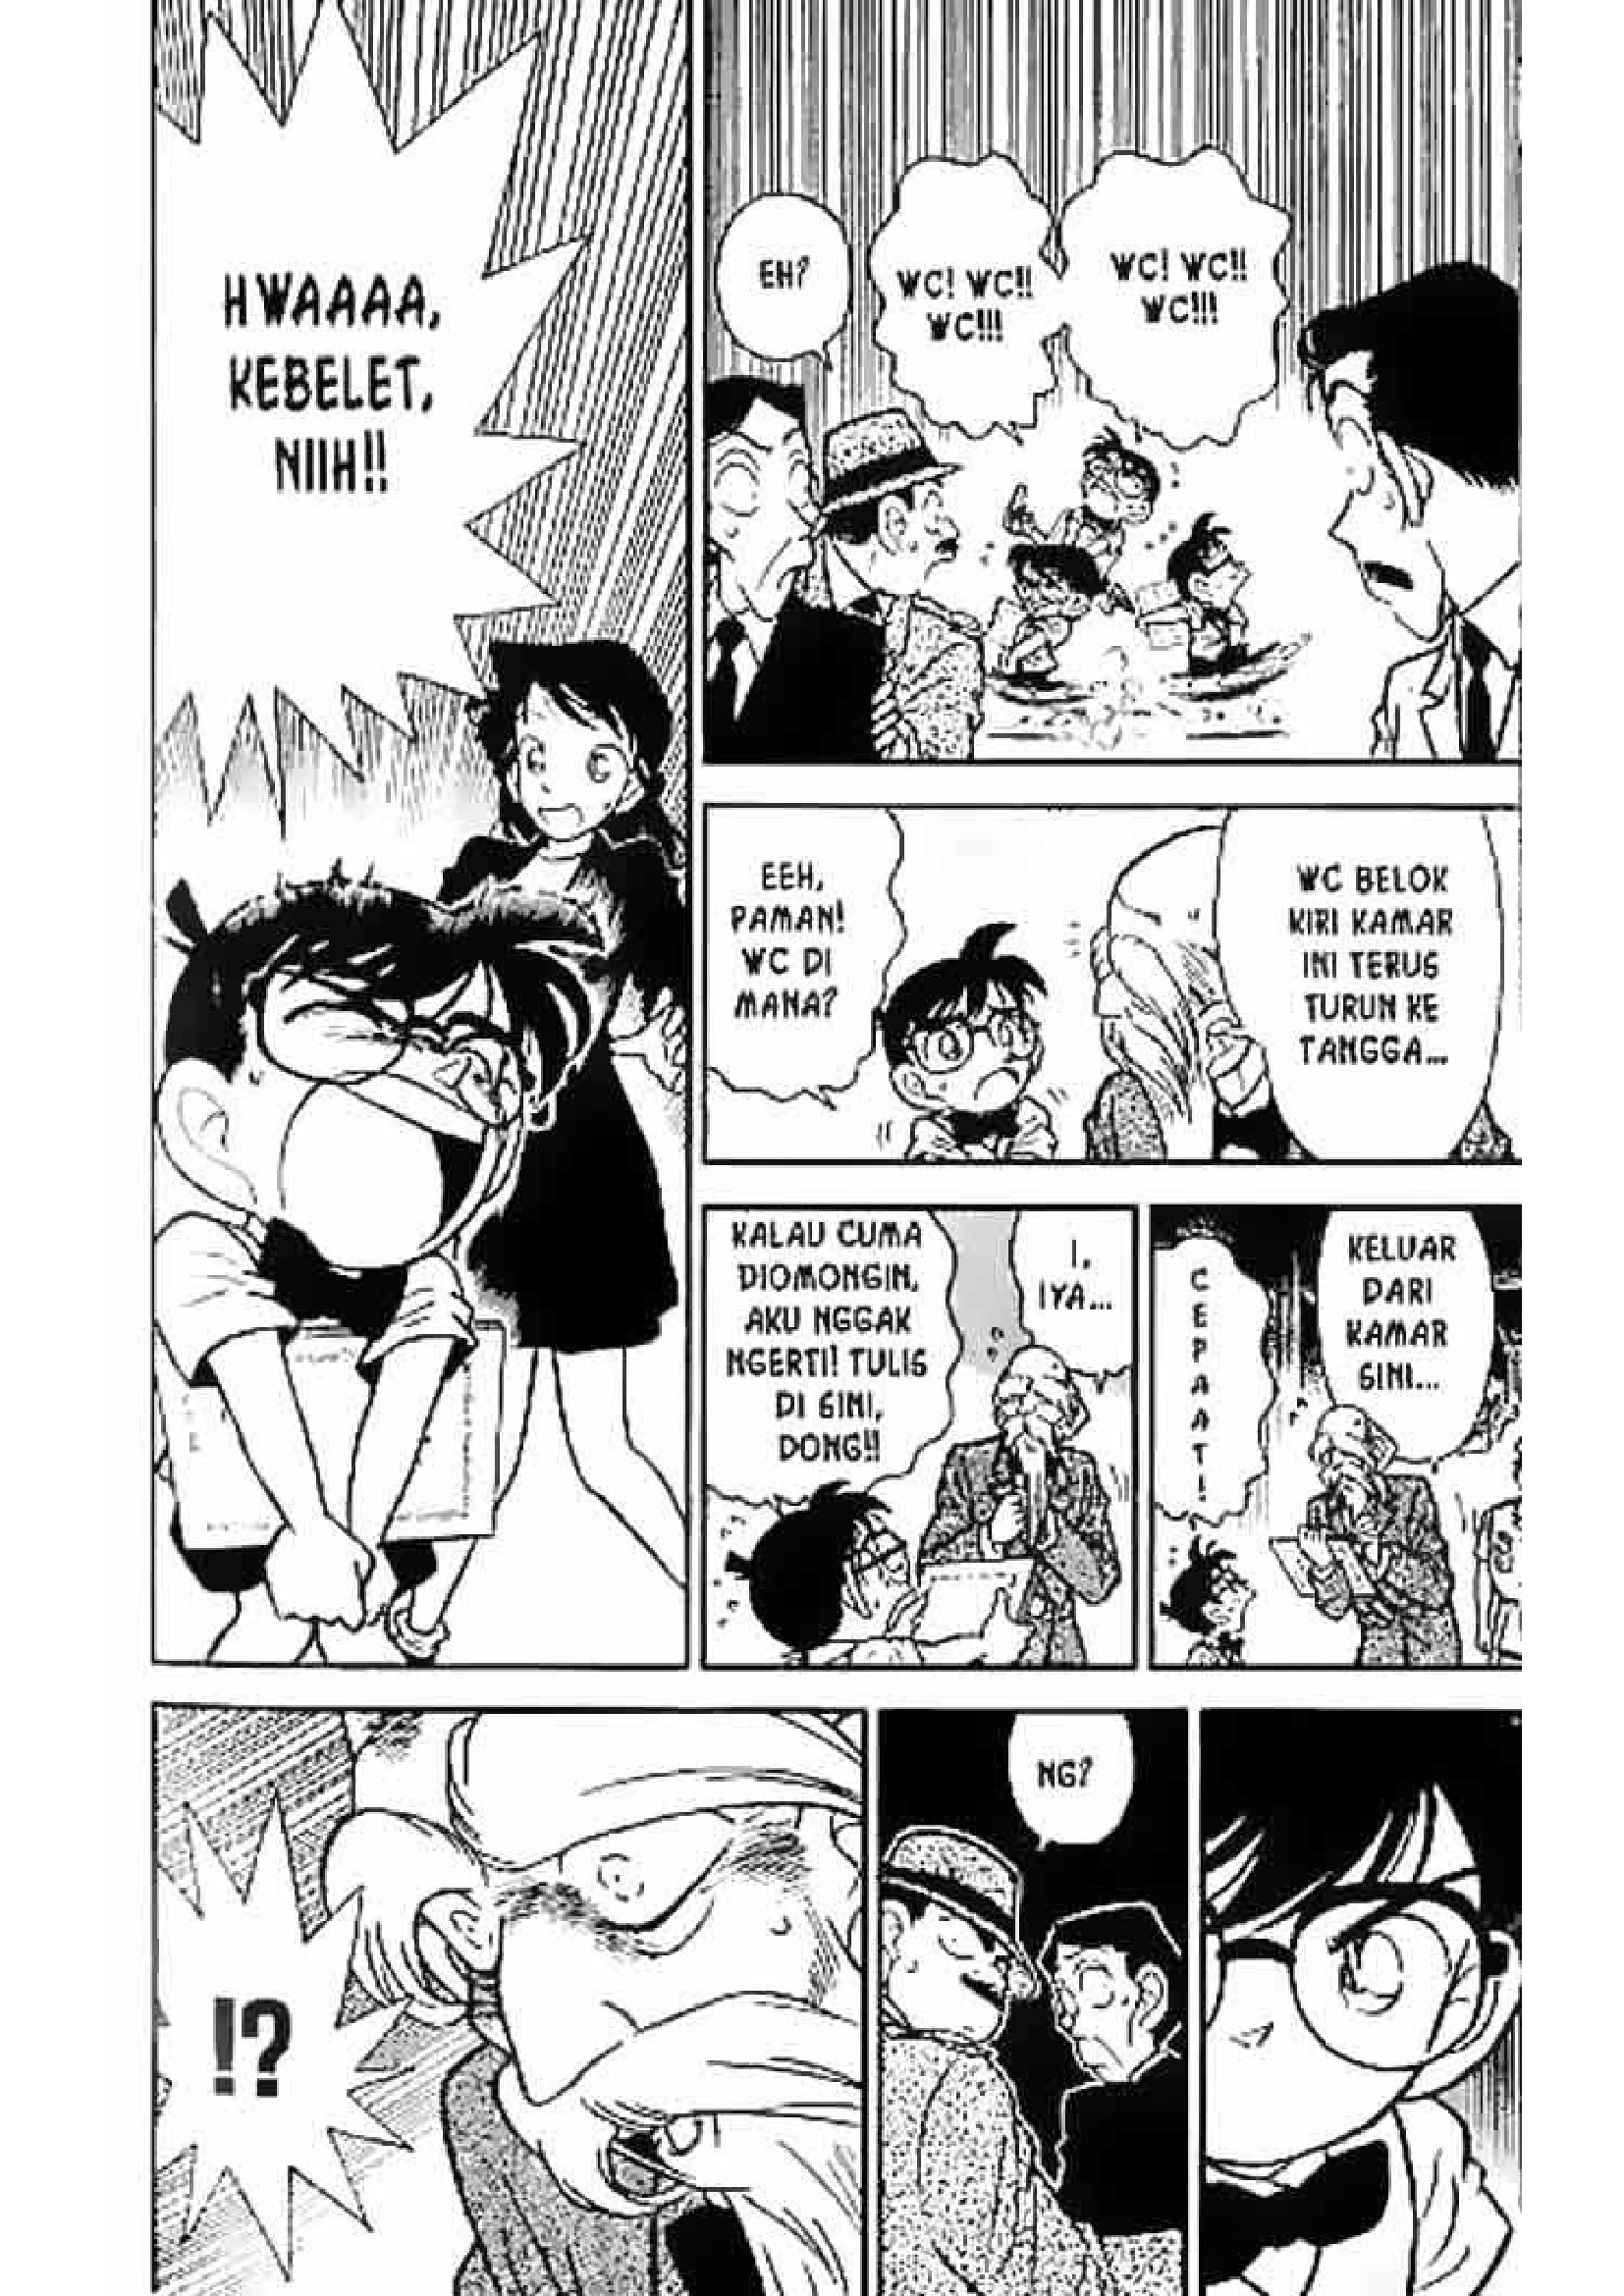 WC! WC!!
WC!!!
WC! WC!!
WC!!!
EH?
WC BELOK
KIRI KAMAR
INI TERUS
TURUN KE
TANGGA...
EEH,
PAMAN!
WC DI
MANA?
KELUAR
DARI
KAMAR
SINI...
CEPAT!
I,
IYA...
KALAU CUMA
DIOMONGIN,
AKU NGGAK
NGERTI! TULIS
DI SINI,
DONG!!
HWAAAA,
KEBELET,
NIIH!!
NG?
!?